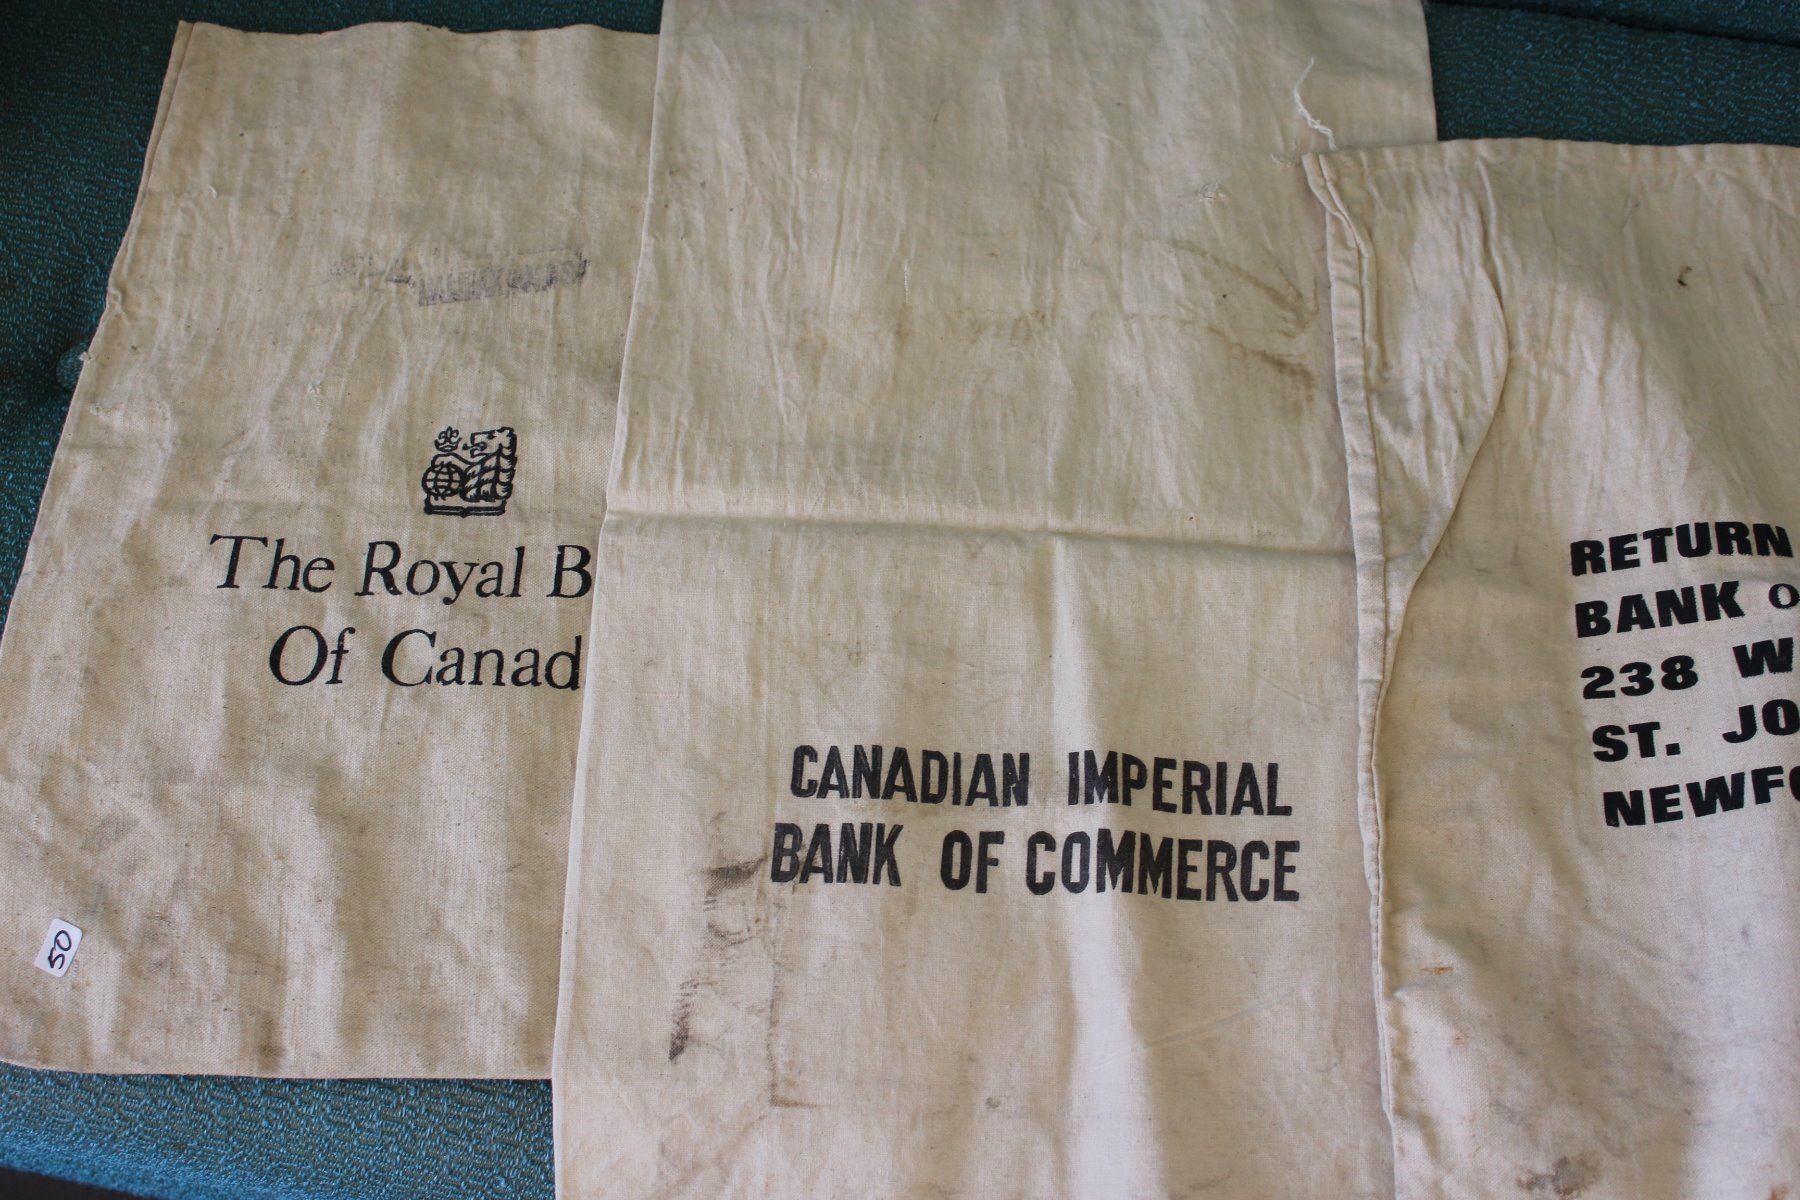 The Royal B
Of Canad
50
CANADIAN IMPERIAL
BANK OF COMMERCE
RETURN
BANK O
238 W
ST. JO
NEWFO